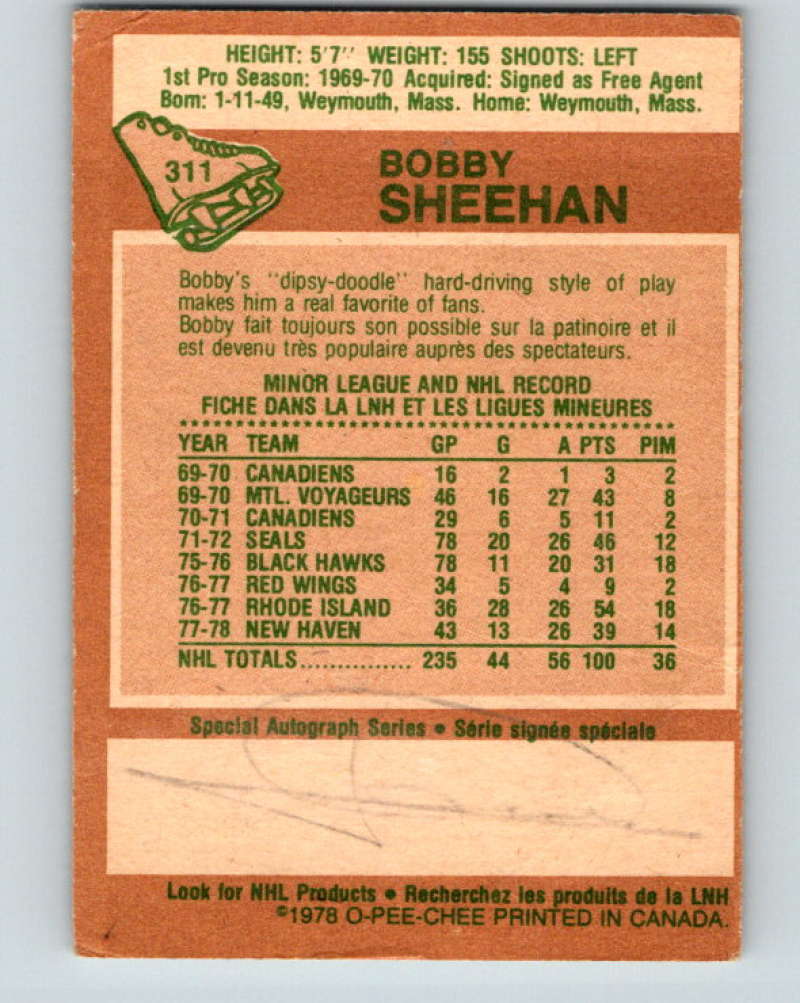 HEIGHT: 5'7" WEIGHT: 155 SHOOTS: LEFT
1st Pro Season: 1969-70 Acquired: Signed as Free Agent
Born: 1-11-49, Weymouth, Mass. Home: Weymouth, Mass.
311
BOBBY
SHEEHAN
Bobby's "dipsy-doodle" hard-driving style of play
makes him a real favorite of fans.
Bobby fait toujours son possible sur la patinoire et il
est devenu très populaire auprès des spectateurs.
MINOR LEAGUE AND NHL RECORD
FICHE DANS LA LNH ET LES LIGUES MINEURES
YEAR TEAM GP G A PTS PIM
69-70 CANADIENS 16 2 1 3 2
69-70 MTL. VOYAGEURS 46 16 27 43 8
70-71 CANADIENS 29 6 5 11 2
71-72 SEALS 78 20 26 46 12
75-76 BLACK HAWKS 78 11 20 31 18
76-77 RED WINGS 34 5 4 9 2
76-77 RHODE ISLAND 36 28 26 54 18
77-78 NEW HAVEN 43 13 26 39 14
NHL TOTALS............... 235 44 56 100 36
Special Autograph Series • Série signée spéciale
Look for NHL Products • Recherchez les produits de la LNH
©1978 O-PEE-CHEE PRINTED IN CANADA.